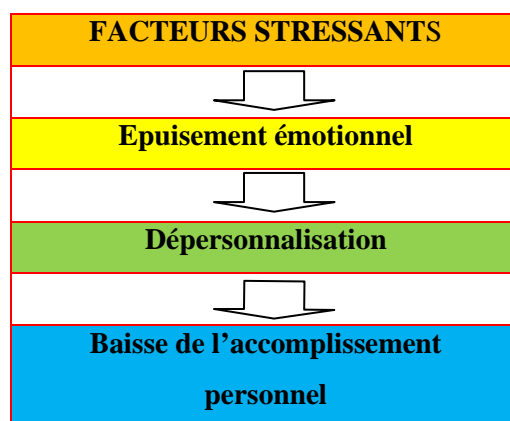 FACTEURS STRESSANTS
Epuisement émotionnel
Dépersonnalisation
Baisse de l’accomplissement
personnel